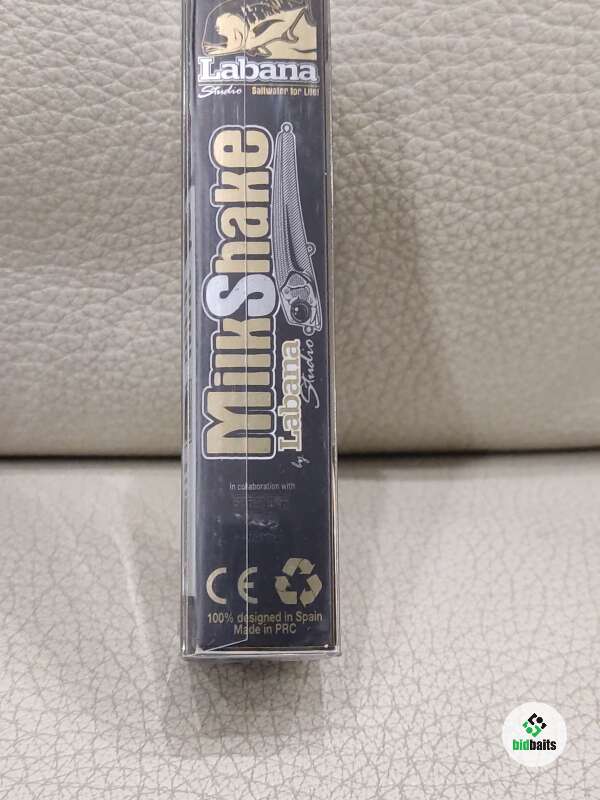 Labana
Studio Saltwater for Life!
MilkShake
by Labana
Studio
In collaboration with
CE
100% designed in Spain
Made in PRC
bidbaits